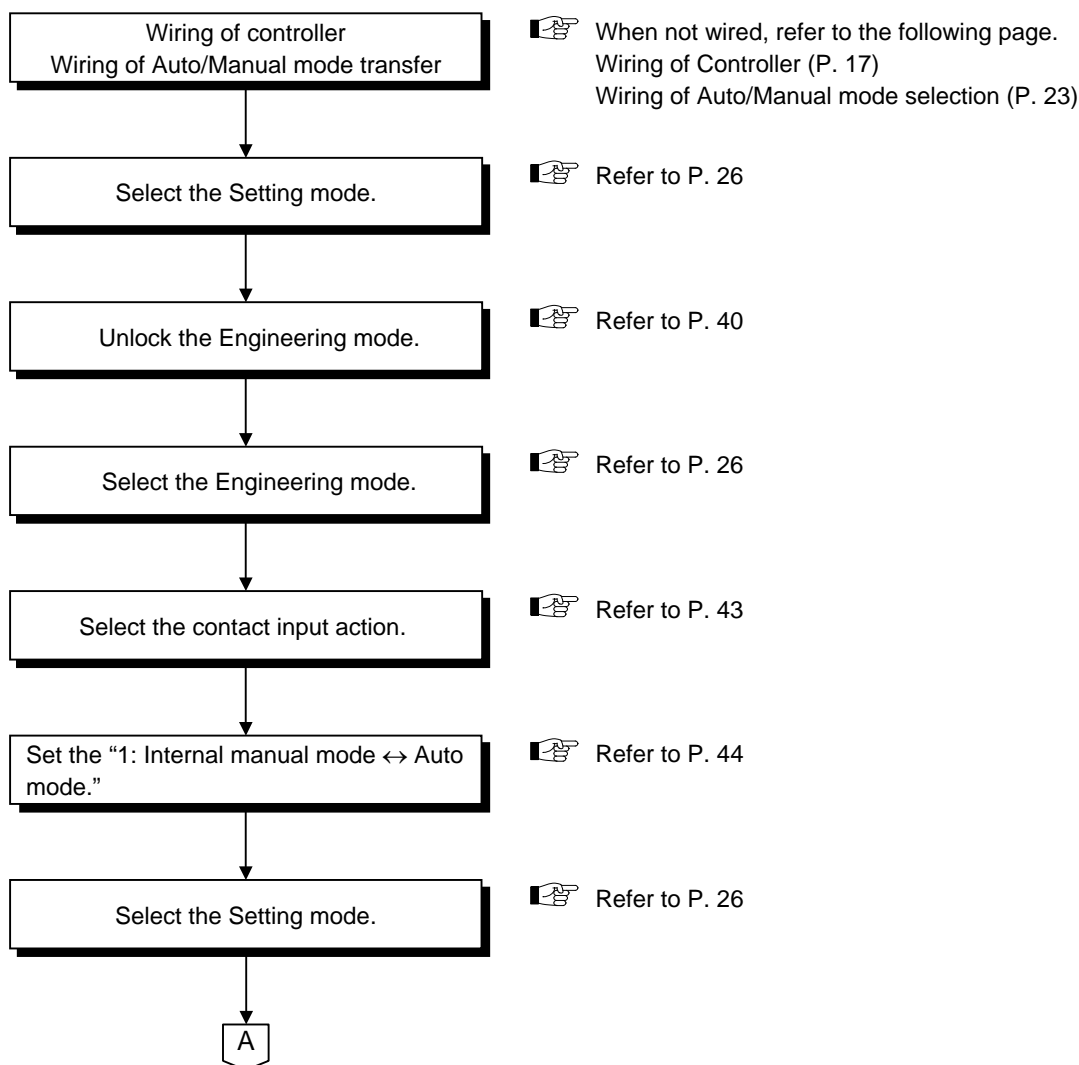 Wiring of controller
Wiring of Auto/Manual mode transfer
When not wired, refer to the following page.
Wiring of Controller (P. 17)
Wiring of Auto/Manual mode selection (P. 23)
Select the Setting mode.
Refer to P. 26
Unlock the Engineering mode.
Refer to P. 40
Select the Engineering mode.
Refer to P. 26
Select the contact input action.
Refer to P. 43
Set the “1: Internal manual mode ↔ Auto
mode.”
Refer to P. 44
Select the Setting mode.
Refer to P. 26
A